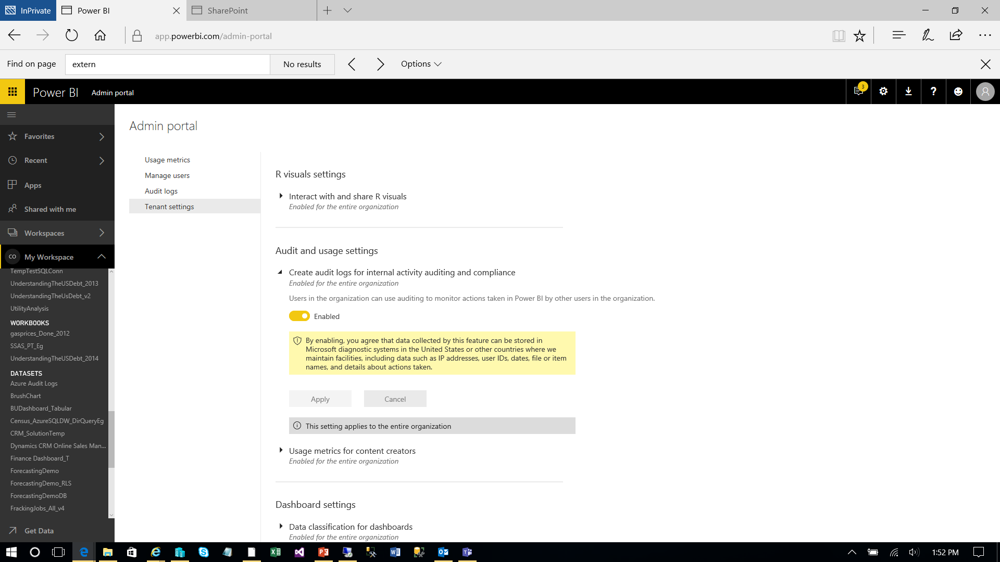 InPrivate
Power BI
SharePoint
app.powerbi.com/admin-portal
Find on page
extern
No results
Options
Power BI
Admin portal
3
Favorites
Recent
Apps
Shared with me
Workspaces
CO
My Workspace
TempTestSQLConn
UnderstandingTheUSDebt_2013
UnderstandingTheUsDebt_v2
UtilityAnalysis
WORKBOOKS
gasprices_Done_2012
SSAS_PT_Eg
UnderstandingTheUSDebt_2014
DATASETS
Azure Audit Logs
BrushChart
BUDashboard_Tabular
Census_AzureSQLDW_DirQueryEg
CRM_SolutionTemp
Dynamics CRM Online Sales Man...
Finance Dashboard_T
ForecastingDemo
ForecastingDemo_RLS
ForecastingDemoDB
FrackingJobs_All_v4
Get Data
Admin portal
Usage metrics
Manage users
Audit logs
Tenant settings
R visuals settings
Interact with and share R visuals
Enabled for the entire organization
Audit and usage settings
Create audit logs for internal activity auditing and compliance
Enabled for the entire organization
Users in the organization can use auditing to monitor actions taken in Power BI by other users in the organization.
Enabled
By enabling, you agree that data collected by this feature can be stored in
Microsoft diagnostic systems in the United States or other countries where we
maintain facilities, including data such as IP addresses, user IDs, dates, file or item
names, and details about actions taken.
Apply
Cancel
This setting applies to the entire organization
Usage metrics for content creators
Enabled for the entire organization
Dashboard settings
Data classification for dashboards
Enabled for the entire organization
1:52 PM